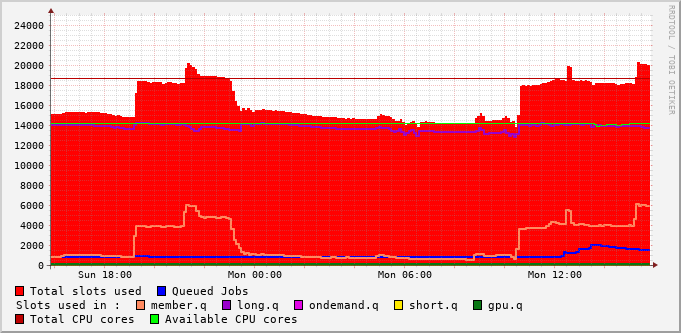 RRDTOOL / TOBI OETIKER
24000
22000
20000
18000
16000
14000
12000
10000
8000
6000
4000
2000
0
Sun 18:00 Mon 00:00 Mon 06:00 Mon 12:00
Total slots used Queued Jobs
Slots used in : member.q long.q ondemand.q short.q gpu.q
Total CPU cores Available CPU cores